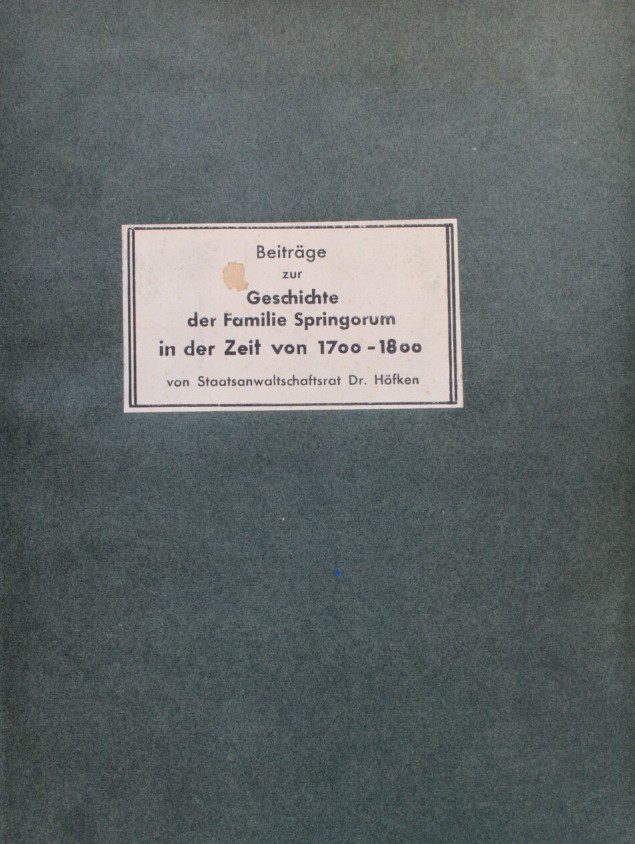 Beiträge
zur
Geschichte
der Familie Springorum
in der Zeit von 1700 - 1800
von Staatsanwaltschaftsrat Dr. Höfken